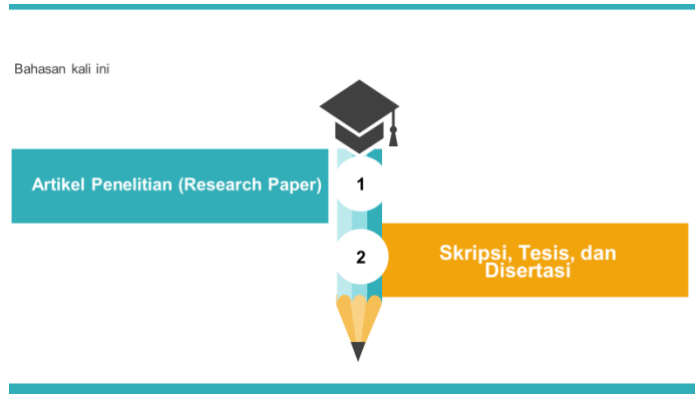 Bahasan kali ini
Artikel Penelitian (Research Paper)
1
2
Skripsi, Tesis, dan
Disertasi